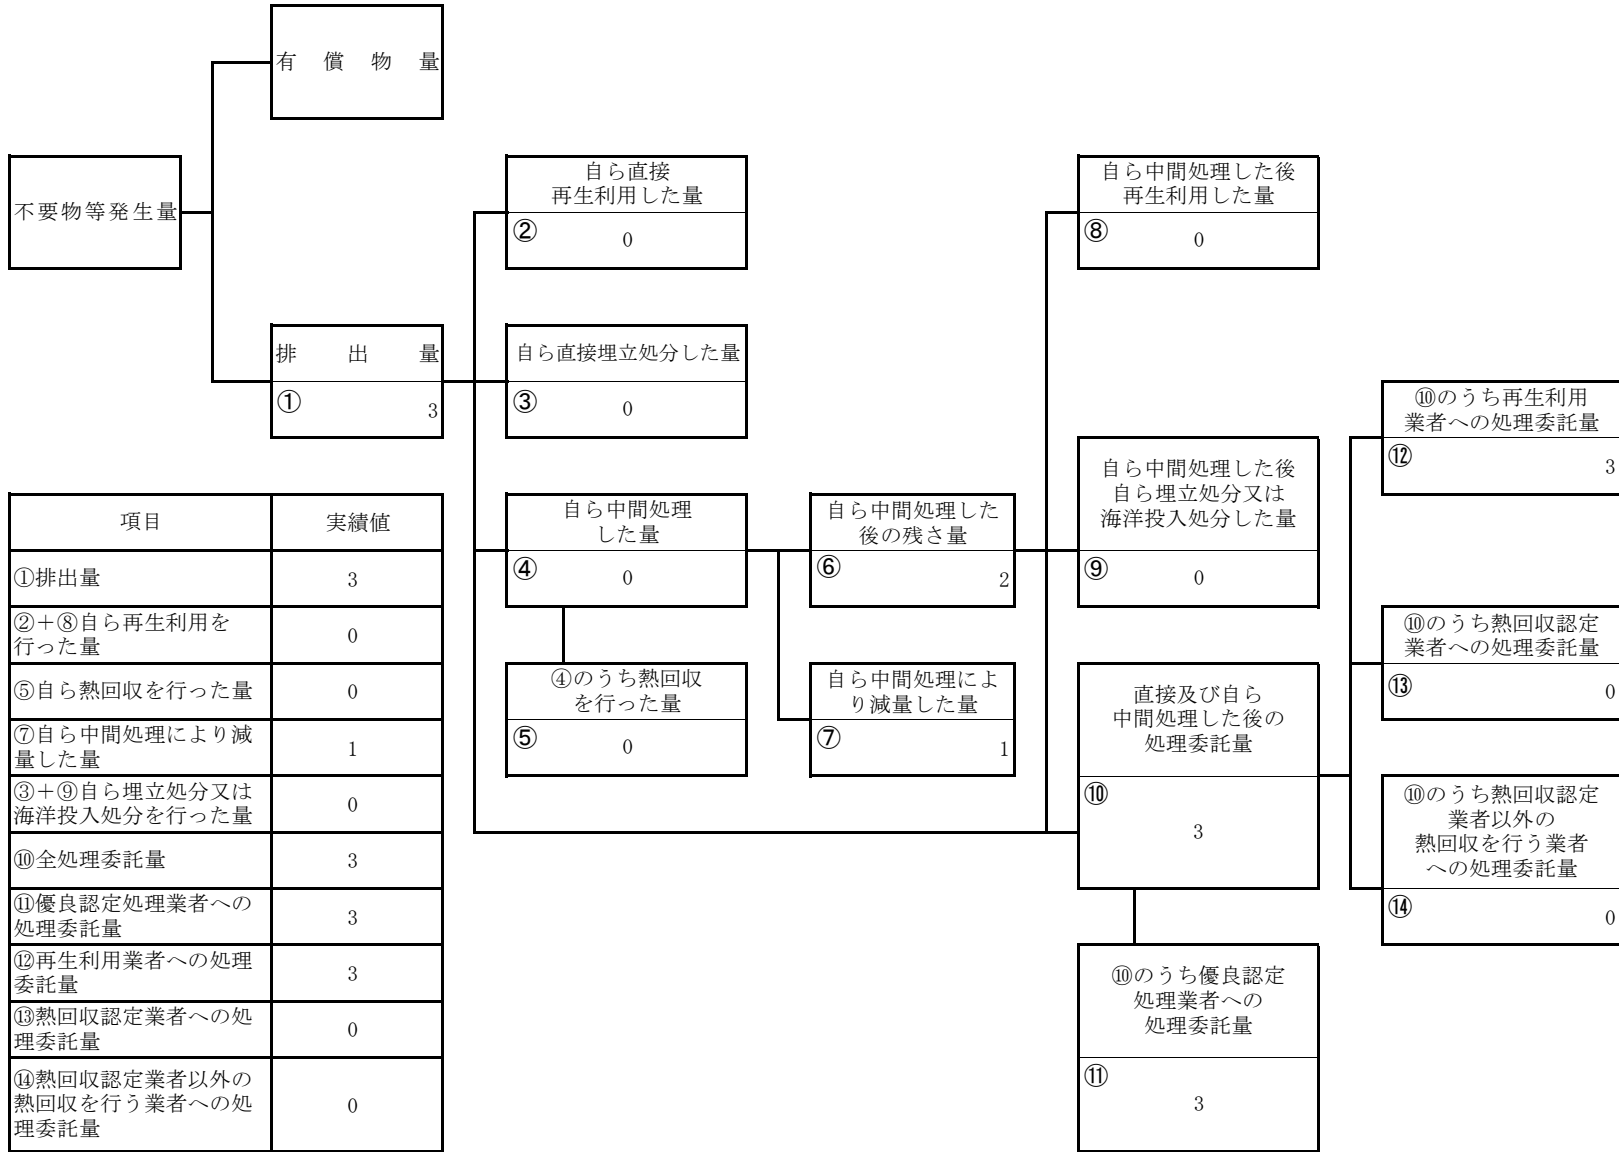 有償物量
不要物等発生量
排出量
① 3
自ら直接
再生利用した量
② 0
自ら直接埋立処分した量
③ 0
自ら中間処理
した量
④ 0
④のうち熱回収
を行った量
⑤ 0
自ら中間処理した
後の残さ量
⑥ 2
自ら中間処理によ
り減量した量
⑦ 1
自ら中間処理した後
再生利用した量
⑧ 0
自ら中間処理した後
自ら埋立処分又は
海洋投入処分した量
⑨ 0
直接及び自ら
中間処理した後の
処理委託量
⑩
3
⑩のうち優良認定
処理業者への
処理委託量
⑪
3
⑩のうち再生利用
業者への処理委託量
⑫ 3
⑩のうち熱回収認定
業者への処理委託量
⑬ 0
⑩のうち熱回収認定
業者以外の
熱回収を行う業者
への処理委託量
⑭ 0
項目 実績値
①排出量 3
②＋⑧自ら再生利用を
行った量 0
⑤自ら熱回収を行った量 0
⑦自ら中間処理により減
量した量 1
③＋⑨自ら埋立処分又は
海洋投入処分を行った量 0
⑩全処理委託量 3
⑪優良認定処理業者への
処理委託量 3
⑫再生利用業者への処理
委託量 3
⑬熱回収認定業者への処
理委託量 0
⑭熱回収認定業者以外の
熱回収を行う業者への処
理委託量 0